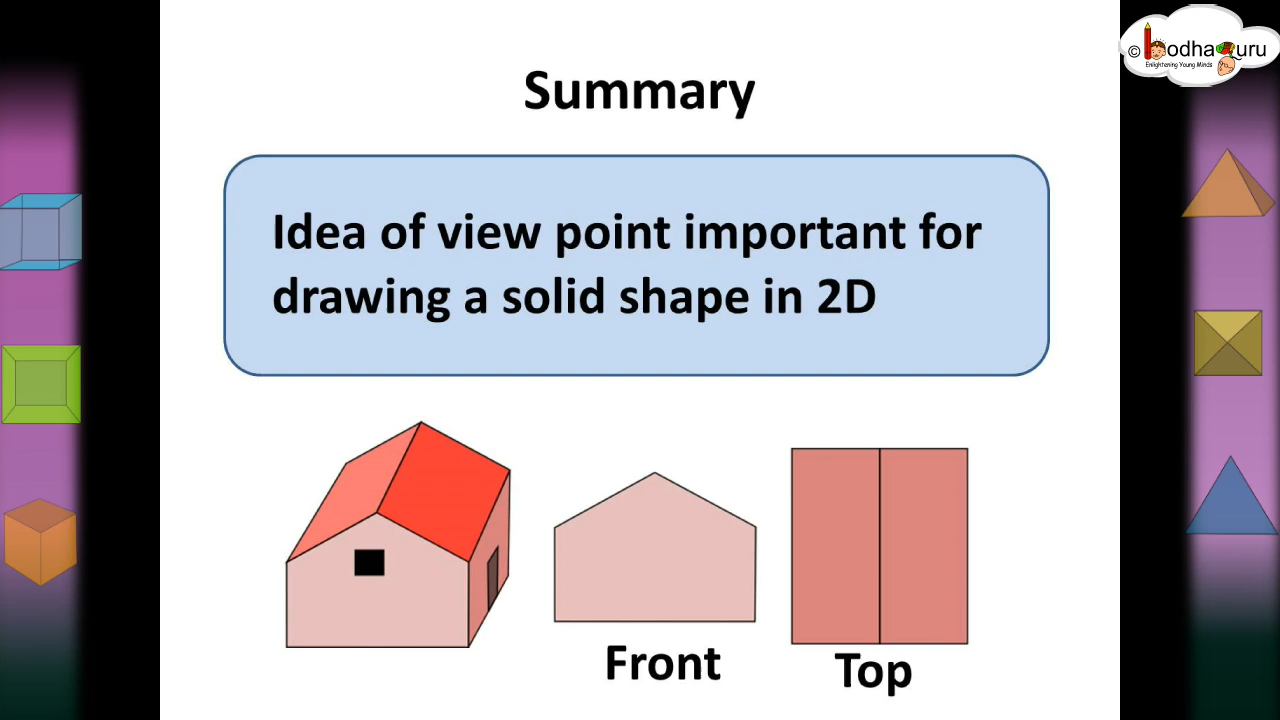 © bodhaguru
Enlightening Young Minds
Summary
Idea of view point important for
drawing a solid shape in 2D
Front
Top